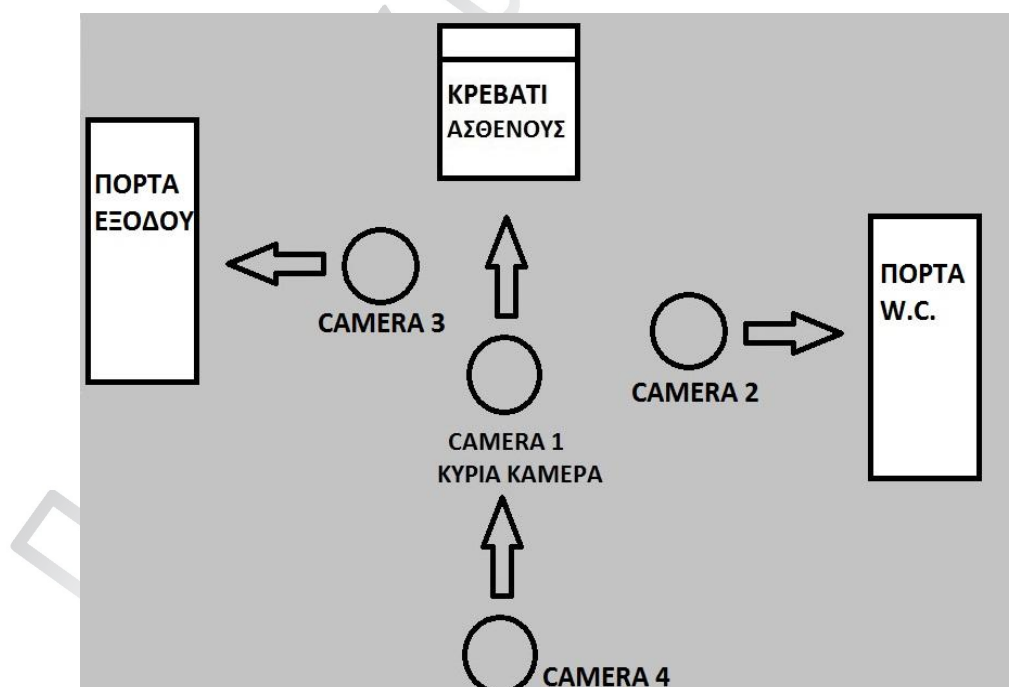 ΚΡΕΒΑΤΙ
ΑΣΘΕΝΟΥΣ
ΠΟΡΤΑ
ΕΞΟΔΟΥ
CAMERA 3
ΠΟΡΤΑ
W.C.
CAMERA 2
CAMERA 1
ΚΥΡΙΑ ΚΑΜΕΡΑ
CAMERA 4